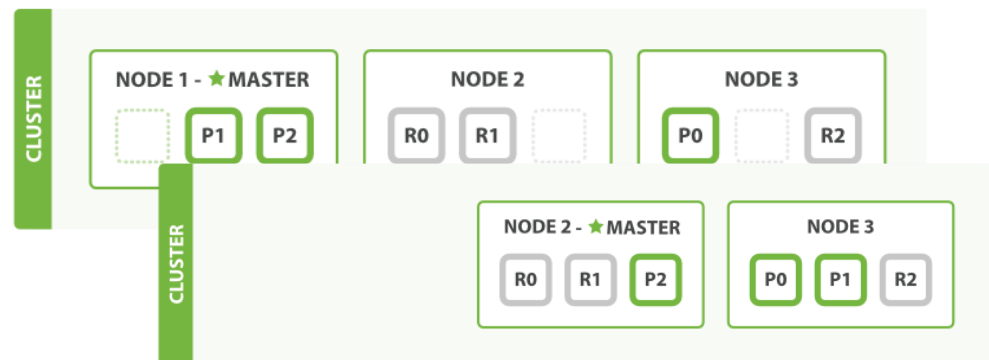 CLUSTER
NODE 1 - ★ MASTER
P1 P2
NODE 2
R0 R1
NODE 3
P0 R2
CLUSTER
NODE 2 - ★ MASTER
R0 R1 P2
NODE 3
P0 P1 R2